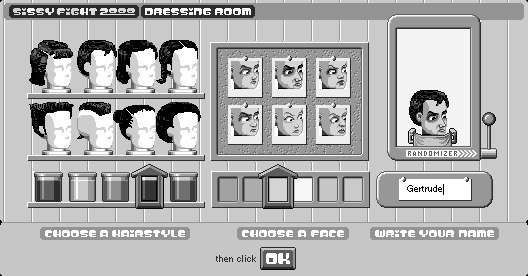 SISSY FIGHT 2000 DRESSING ROOM
RANDOMIZER
Gertrude
CHOOSE A HAIRSTYLE
CHOOSE A FACE
WRITE YOUR NAME
then click OK